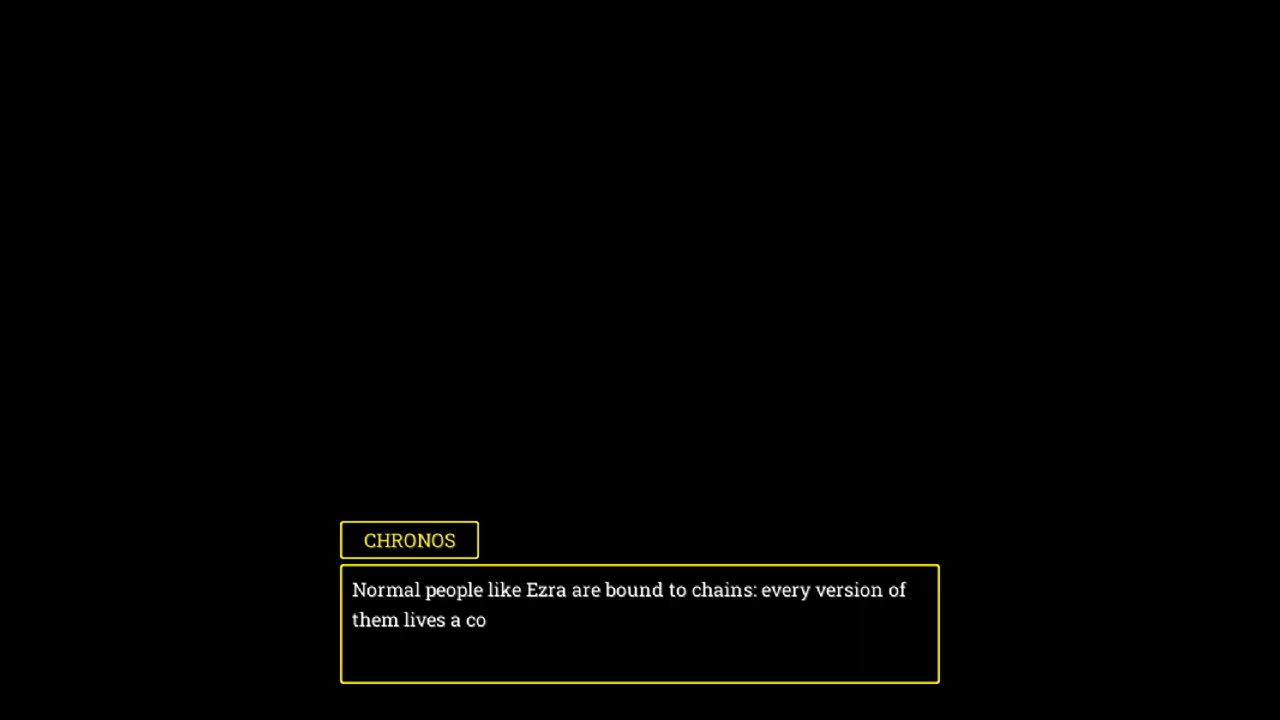 CHRONOS
Normal people like Ezra are bound to chains: every version of
them lives a co